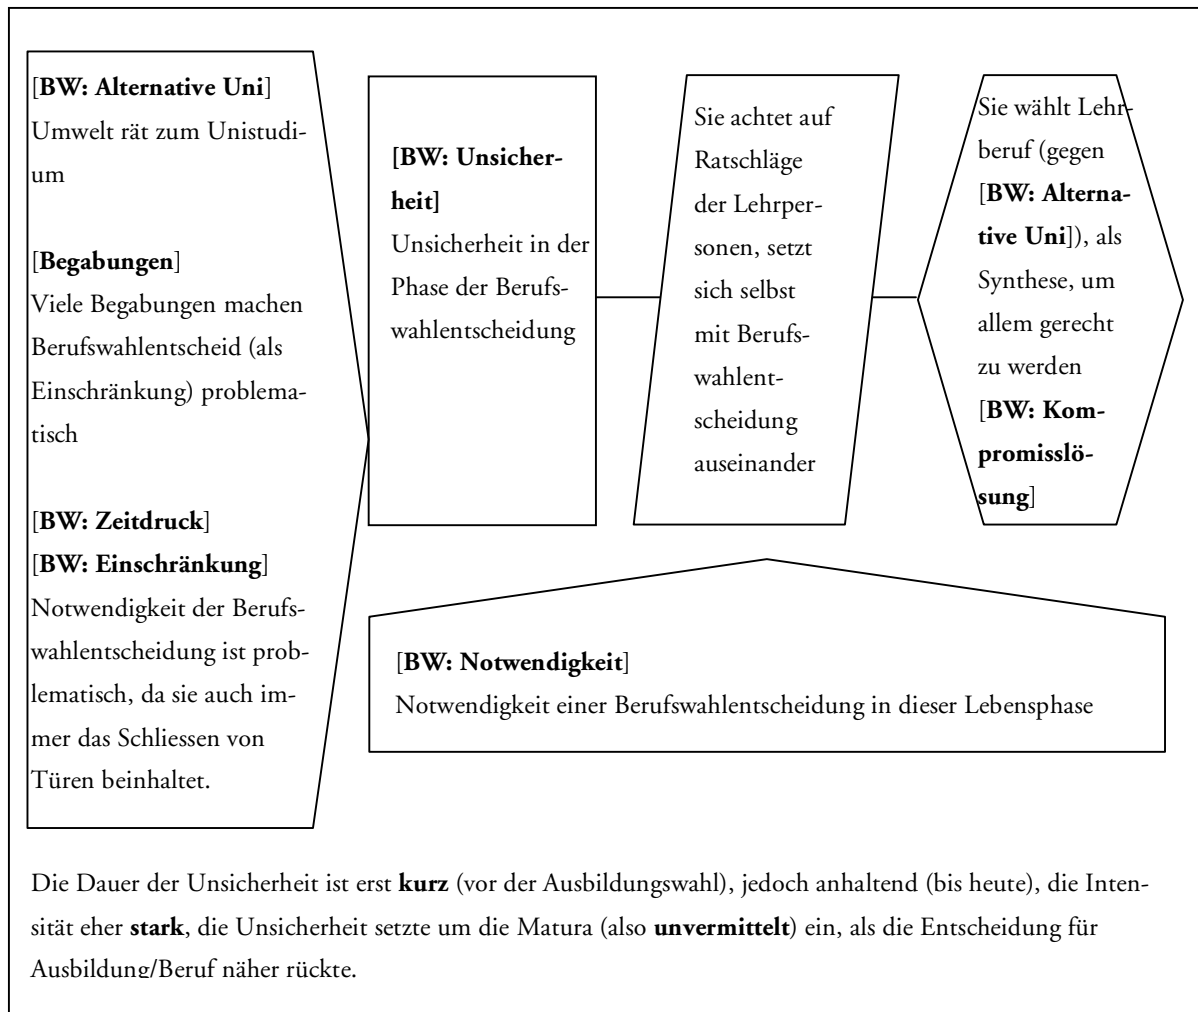 [BW: Alternative Uni]
Umwelt rät zum Unistudi-
um
[Begabungen]
Viele Begabungen machen
Berufswahlentscheid (als
Einschränkung) problema-
tisch
[BW: Zeitdruck]
[BW: Einschränkung]
Notwendigkeit der Berufs-
wahlentscheidung ist prob-
lematisch, da sie auch im-
mer das Schliessen von
Türen beinhaltet.
[BW: Unsicher-
heit]
Unsicherheit in der
Phase der Berufs-
wahlentscheidung
Sie achtet auf
Ratschläge
der Lehrper-
sonen, setzt
sich selbst
mit Berufs-
wahlent-
scheidung
auseinander
Sie wählt Lehr-
beruf (gegen
[BW: Alterna-
tive Uni]), als
Synthese, um
allem gerecht
zu werden
[BW: Kom-
promisslö-
sung]
[BW: Notwendigkeit]
Notwendigkeit einer Berufswahlentscheidung in dieser Lebensphase
Die Dauer der Unsicherheit ist erst kurz (vor der Ausbildungswahl), jedoch anhaltend (bis heute), die Inten-
sität eher stark, die Unsicherheit setzte um die Matura (also unvermittelt) ein, als die Entscheidung für
Ausbildung/Beruf näher rückte.